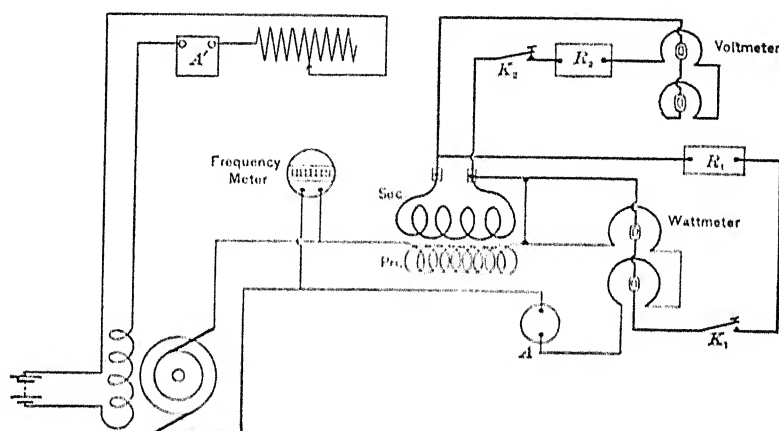 A'
K₂
R₂
Voltmeter
R₁
Frequency
Meter
Sec.
Wattmeter
Pri.
A
K₁